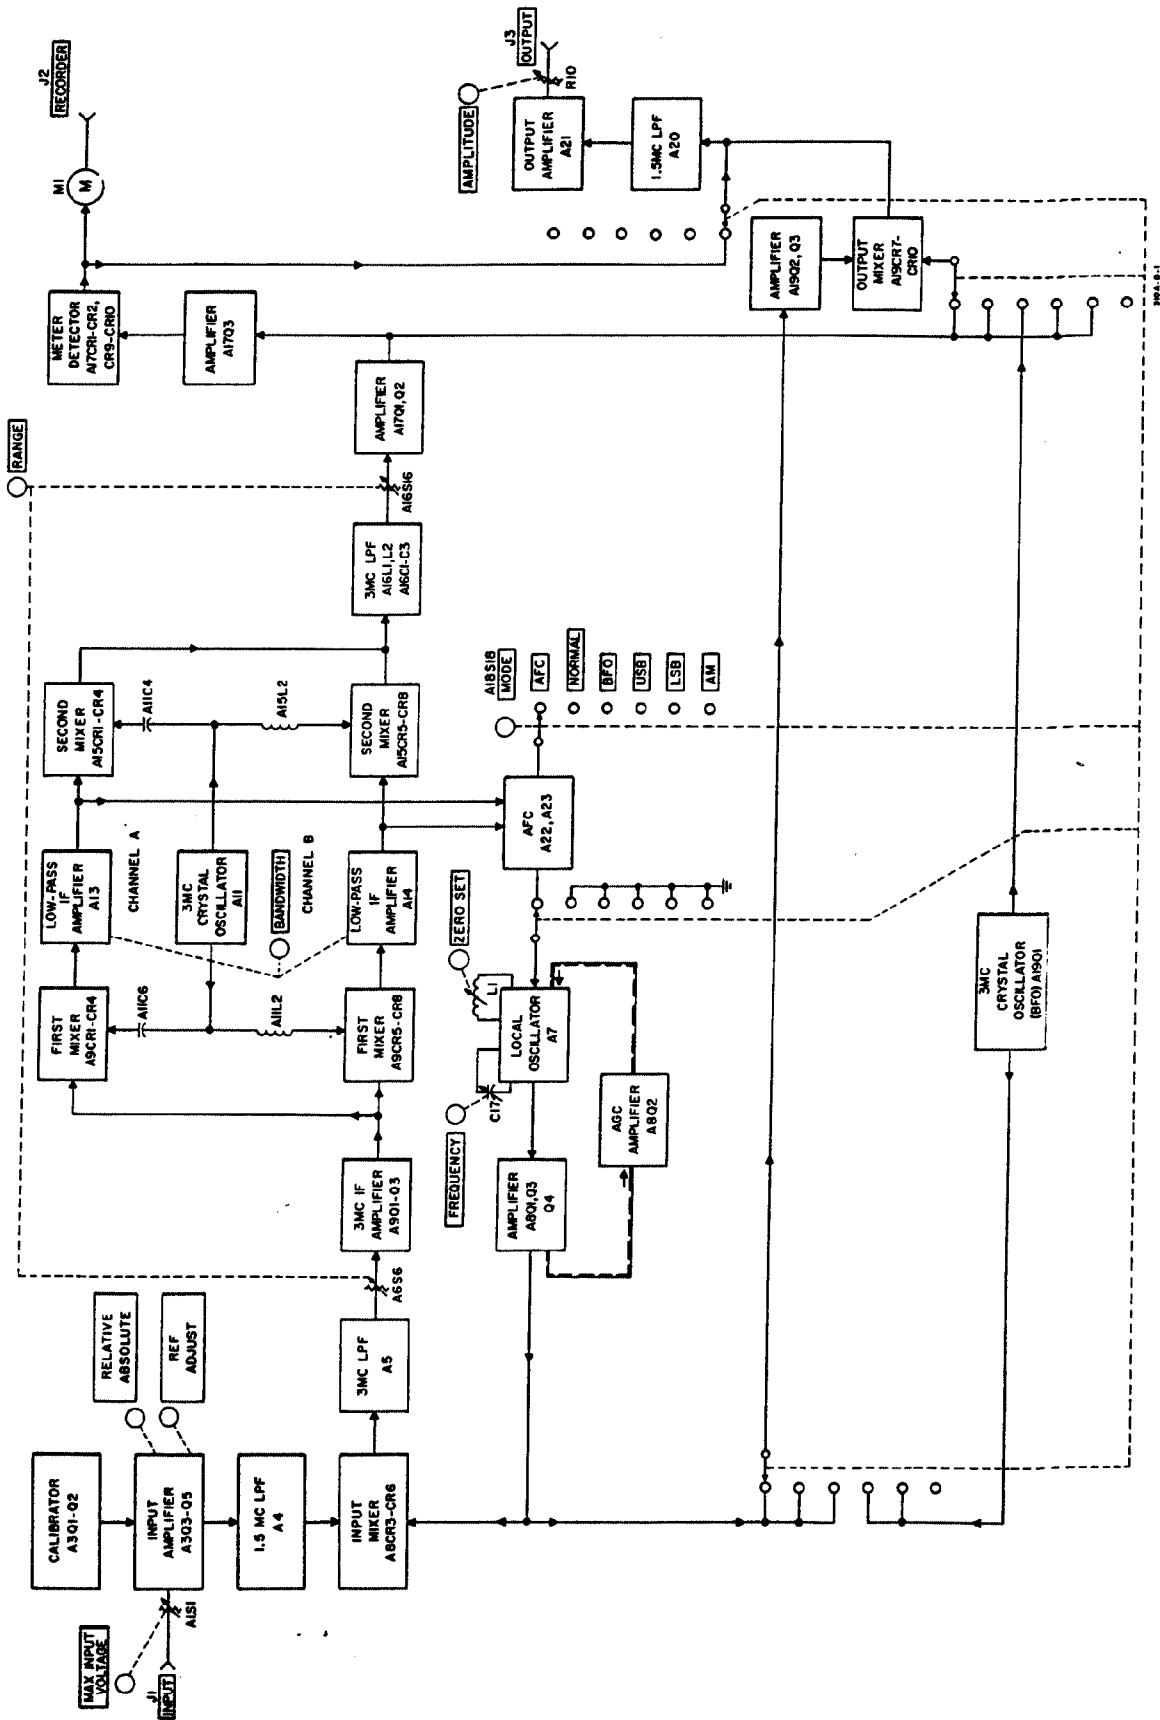 J1
INPUT
MAX INPUT
VOLTAGE
A1S1
CALIBRATOR
A3Q1-Q2
INPUT
AMPLIFIER
A3Q3-Q5
1.5 MC LPF
A4
INPUT
MIXER
A8CR3-CR6
RELATIVE
ABSOLUTE
REF
ADJUST
3MC LPF
A5
A6S6
3MC IF
AMPLIFIER
A9Q1-Q3
FIRST
MIXER
A9CR1-CR4
A11C6
A11L2
FIRST
MIXER
A9CR5-CR8
LOW-PASS
IF
AMPLIFIER
A13
CHANNEL A
3MC
CRYSTAL
OSCILLATOR
A11
BANDWIDTH
CHANNEL B
LOW-PASS
IF
AMPLIFIER
A14
SECOND
MIXER
A15CR1-CR4
A11C4
A15L2
SECOND
MIXER
A15CR5-CR8
3MC LPF
A16L1, L2
A16C1-C3
RANGE
A16S16
AMPLIFIER
A17Q1, Q2
METER
DETECTOR
A17CR1-CR2,
CR9-CR10
AMPLIFIER
A17Q3
M1
M
J2
RECORDER
FREQUENCY
C17
ZERO SET
L1
LOCAL
OSCILLATOR
A7
AMPLIFIER
A8Q1, Q3
Q4
AGC
AMPLIFIER
A8Q2
AFC
A22, A23
A18S18
MODE
AFC
NORMAL
BFO
USB
LSB
AM
AMPLITUDE
J3
OUTPUT
R10
OUTPUT
AMPLIFIER
A21
1.5MC LPF
A20
AMPLIFIER
A19Q2, Q3
OUTPUT
MIXER
A19CR7-
CR10
3MC
CRYSTAL
OSCILLATOR
(BFO) A19Q1